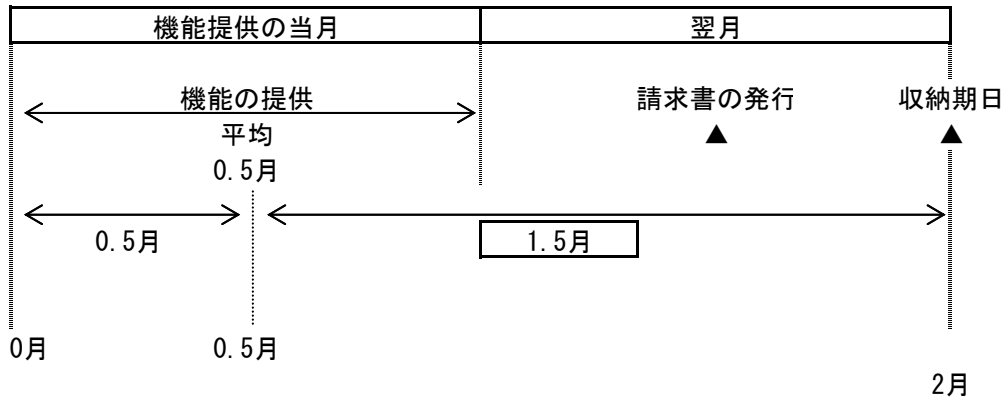 機能提供の当月 翌月
機能の提供 請求書の発行 収納期日
平均 ▲ ▲
0.5月
0.5月 1.5月
0月 0.5月
2月